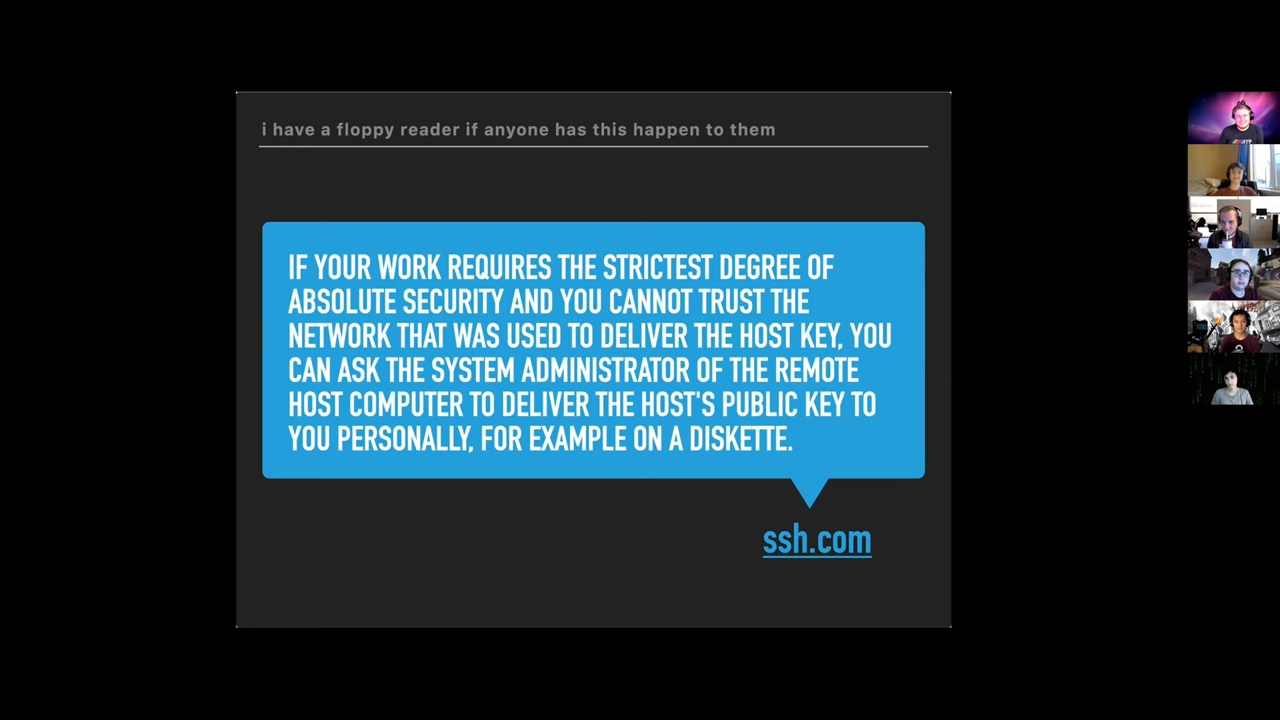 i have a floppy reader if anyone has this happen to them
IF YOUR WORK REQUIRES THE STRICTEST DEGREE OF
ABSOLUTE SECURITY AND YOU CANNOT TRUST THE
NETWORK THAT WAS USED TO DELIVER THE HOST KEY, YOU
CAN ASK THE SYSTEM ADMINISTRATOR OF THE REMOTE
HOST COMPUTER TO DELIVER THE HOST'S PUBLIC KEY TO
YOU PERSONALLY, FOR EXAMPLE ON A DISKETTE.
ssh.com